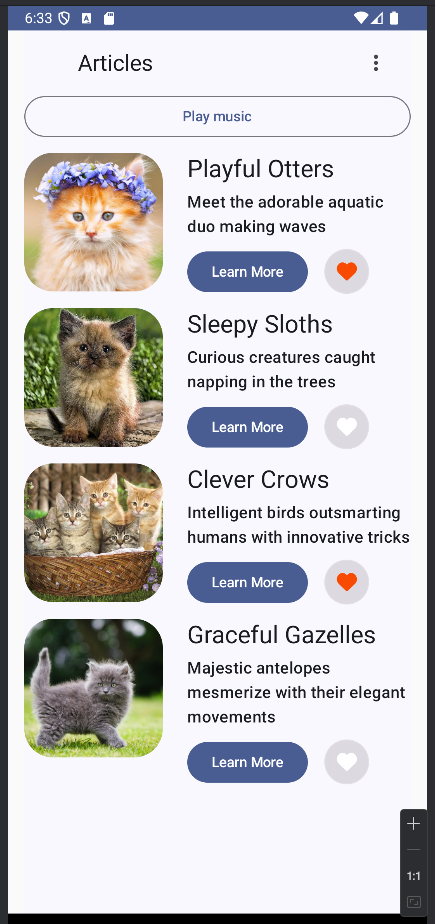 6:33
Articles
Play music
Playful Otters
Meet the adorable aquatic
duo making waves
Learn More
Sleepy Sloths
Curious creatures caught
napping in the trees
Learn More
Clever Crows
Intelligent birds outsmarting
humans with innovative tricks
Learn More
Graceful Gazelles
Majestic antelopes
mesmerize with their elegant
movements
Learn More
1:1